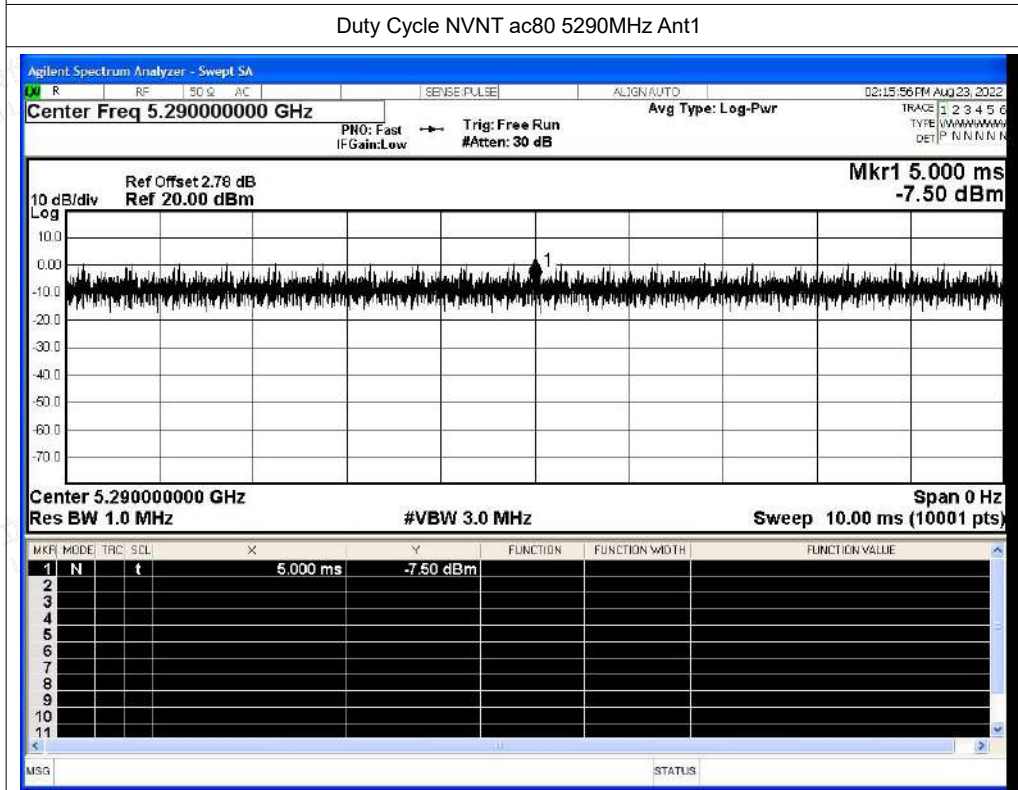 Duty Cycle NVNT ac80 5290MHz Ant1
Agilent Spectrum Analyzer - Swept SA
R RF 50 Ω AC SENSE:PULSE ALIGN AUTO 02:15:56 PM Aug 23, 2022
Center Freq 5.290000000 GHz Avg Type: Log-Pwr TRACE 1 2 3 4 5 6
PNO: Fast Trig: Free Run TYPE WWWWWW
IFGain:Low #Atten: 30 dB DET P N N N N N
Mkr1 5.000 ms
Ref Offset 2.78 dB
10 dB/div Ref 20.00 dBm -7.50 dBm
Log
10.0
0.00
1
-10.0
-20.0
-30.0
-40.0
-50.0
-60.0
-70.0
Center 5.290000000 GHz Span 0 Hz
Res BW 1.0 MHz #VBW 3.0 MHz Sweep 10.00 ms (10001 pts)
MKR MODE TRC SCL X Y FUNCTION FUNCTION WIDTH FUNCTION VALUE
1 N t 5.000 ms -7.50 dBm
2
3
4
5
6
7
8
9
10
11
MSG STATUS